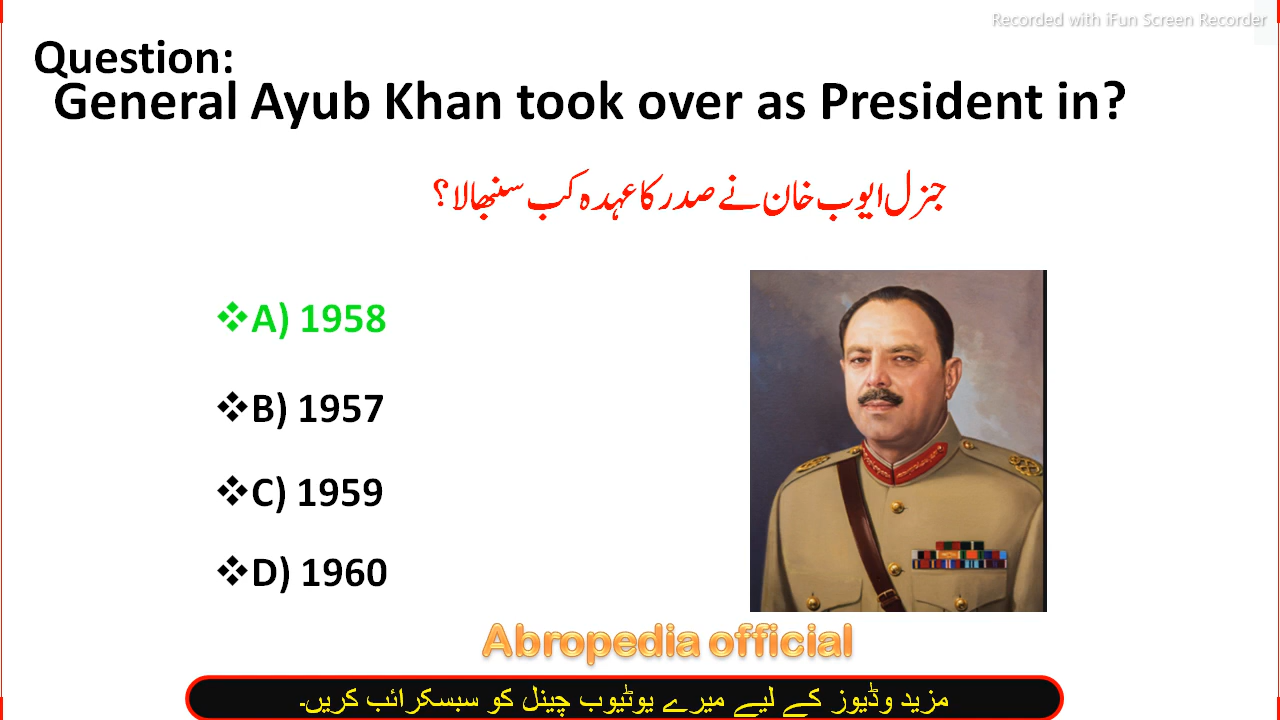 Recorded with iFun Screen Recorder
Question:
General Ayub Khan took over as President in?
جنرل ایوب خان نے صدر کا عہدہ کب سنبھالا؟
❖A) 1958
❖B) 1957
❖C) 1959
❖D) 1960
Abropedia official
مزید وڈیوز کے لیے میرے یوٹیوب چینل کو سبسکرائب کریں۔